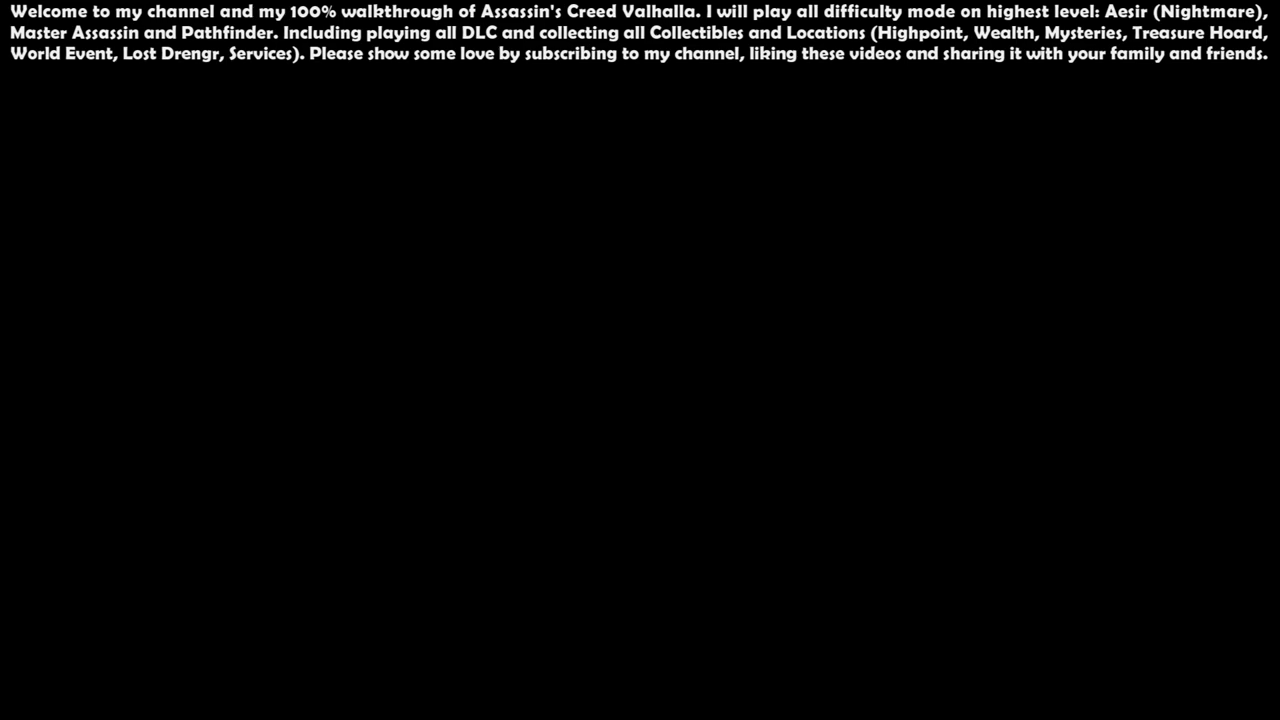 Welcome to my channel and my 100% walkthrough of Assassin's Creed Valhalla. I will play all difficulty mode on highest level: Aesir (Nightmare),
Master Assassin and Pathfinder. Including playing all DLC and collecting all Collectibles and Locations (Highpoint, Wealth, Mysteries, Treasure Hoard,
World Event, Lost Drengr, Services). Please show some love by subscribing to my channel, liking these videos and sharing it with your family and friends.